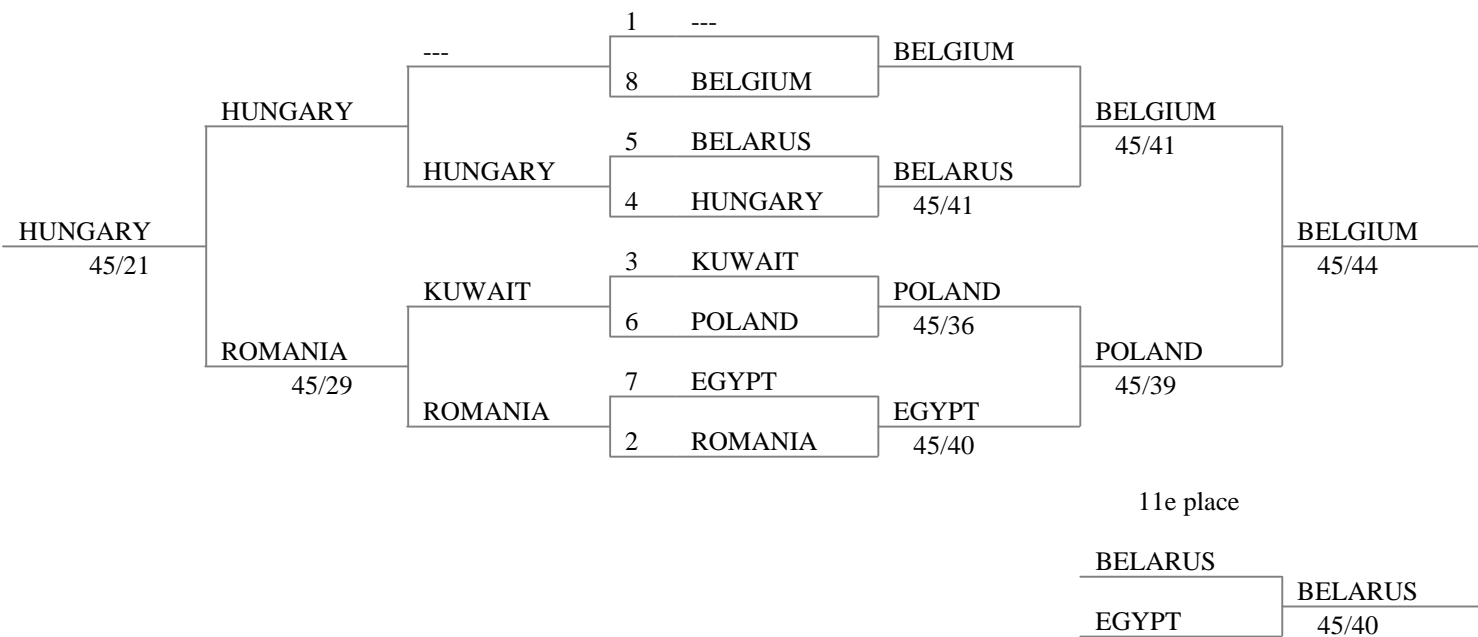 1 ---
--- BELGIUM
8 BELGIUM
HUNGARY BELGIUM
5 BELARUS 45/41
HUNGARY BELARUS
4 HUNGARY 45/41
HUNGARY BELGIUM
45/21 3 KUWAIT 45/44
KUWAIT POLAND
6 POLAND 45/36
ROMANIA POLAND
45/29 7 EGYPT 45/39
ROMANIA EGYPT
2 ROMANIA 45/40
11e place
BELARUS
BELARUS
EGYPT 45/40